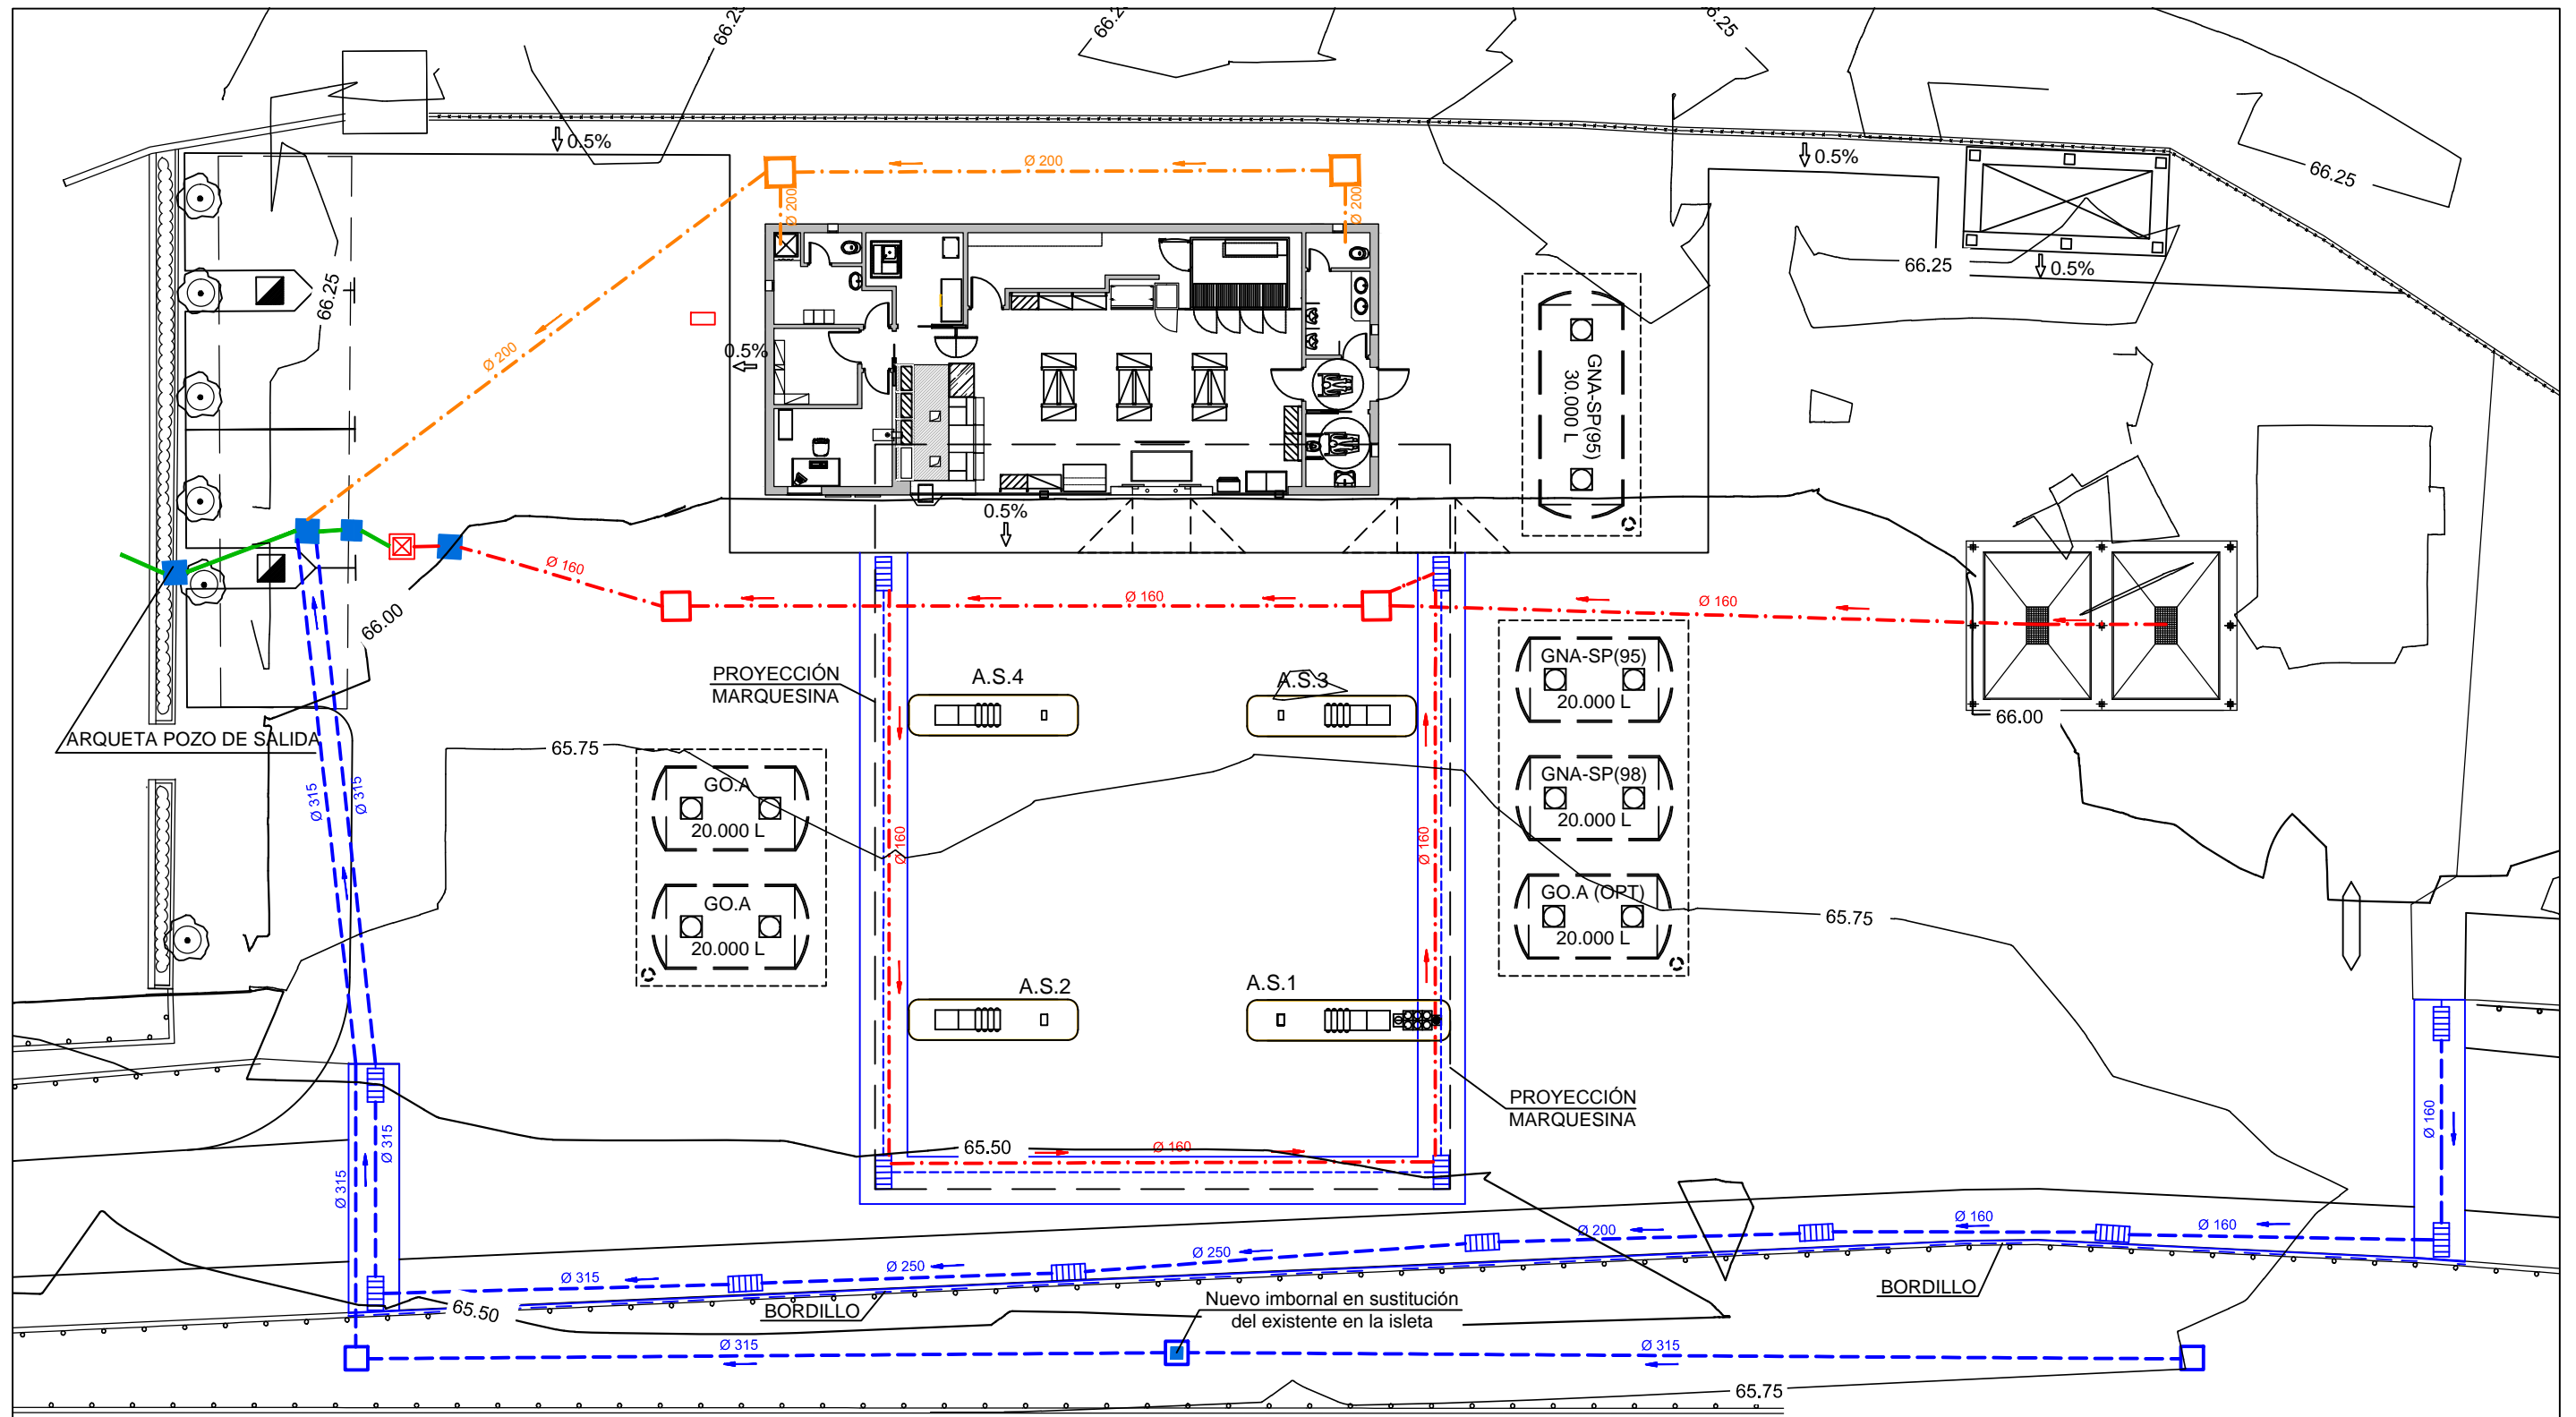 66.25
66.25
66.25
0.5%
Ø 200
0.5%
66.25
Ø 200
Ø 200
66.25
0.5%
66.25
Ø 200
0.5%
GNA-SP(95)
30.000 L
0.5%
Ø 160
Ø 160
Ø 160
66.00
PROYECCIÓN
MARQUESINA
A.S.4
A.S.3
GNA-SP(95)
20.000 L
66.00
ARQUETA POZO DE SALIDA
65.75
GO.A
20.000 L
GNA-SP(98)
20.000 L
Ø 315
Ø 315
Ø 160
Ø 160
GO.A
20.000 L
GO.A (OPT)
20.000 L
65.75
A.S.2
A.S.1
PROYECCIÓN
MARQUESINA
Ø 160
Ø 315
Ø 315
65.50
Ø 160
Ø 315
Ø 250
Ø 250
Ø 200
Ø 160
Ø 160
65.50
BORDILLO
BORDILLO
Nuevo imbornal en sustitución
del existente en la isleta
Ø 315
Ø 315
65.75